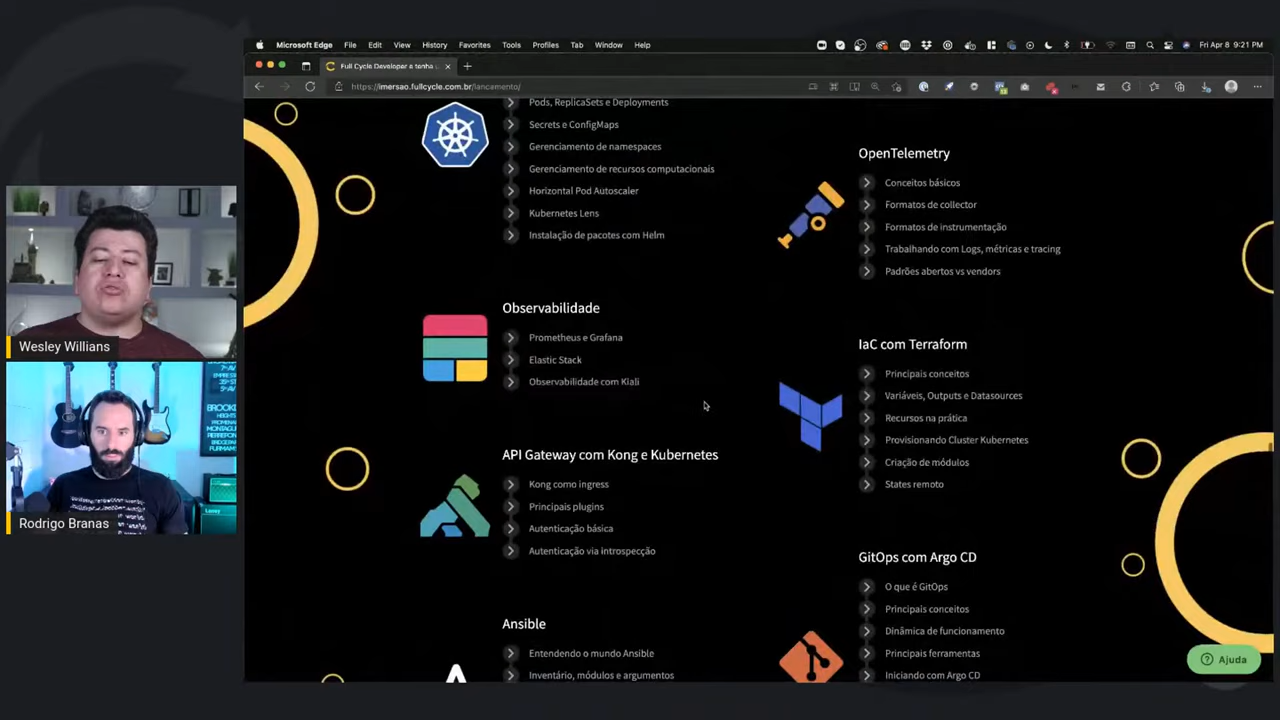 Microsoft Edge File Edit View History Favorites Tools Profiles Tab Window Help
Fri Apr 8 9:21 PM
Full Cycle Developer e tenha
https://imersao.fullcycle.com.br/lancamento/
Pods, ReplicaSets e Deployments
Secrets e ConfigMaps
Gerenciamento de namespaces
Gerenciamento de recursos computacionais
Horizontal Pod Autoscaler
Kubernetes Lens
Instalação de pacotes com Helm
Observabilidade
Prometheus e Grafana
Elastic Stack
Observabilidade com Kiali
API Gateway com Kong e Kubernetes
Kong como ingress
Principais plugins
Autenticação básica
Autenticação via introspecção
Ansible
Entendendo o mundo Ansible
Inventário, módulos e argumentos
OpenTelemetry
Conceitos básicos
Formatos de collector
Formatos de instrumentação
Trabalhando com Logs, métricas e tracing
Padrões abertos vs vendors
IaC com Terraform
Principais conceitos
Variáveis, Outputs e Datasources
Recursos na prática
Provisionando Cluster Kubernetes
Criação de módulos
States remoto
GitOps com Argo CD
O que é GitOps
Principais conceitos
Dinâmica de funcionamento
Principais ferramentas
Iniciando com Argo CD
Ajuda
Wesley Willians
Rodrigo Branas